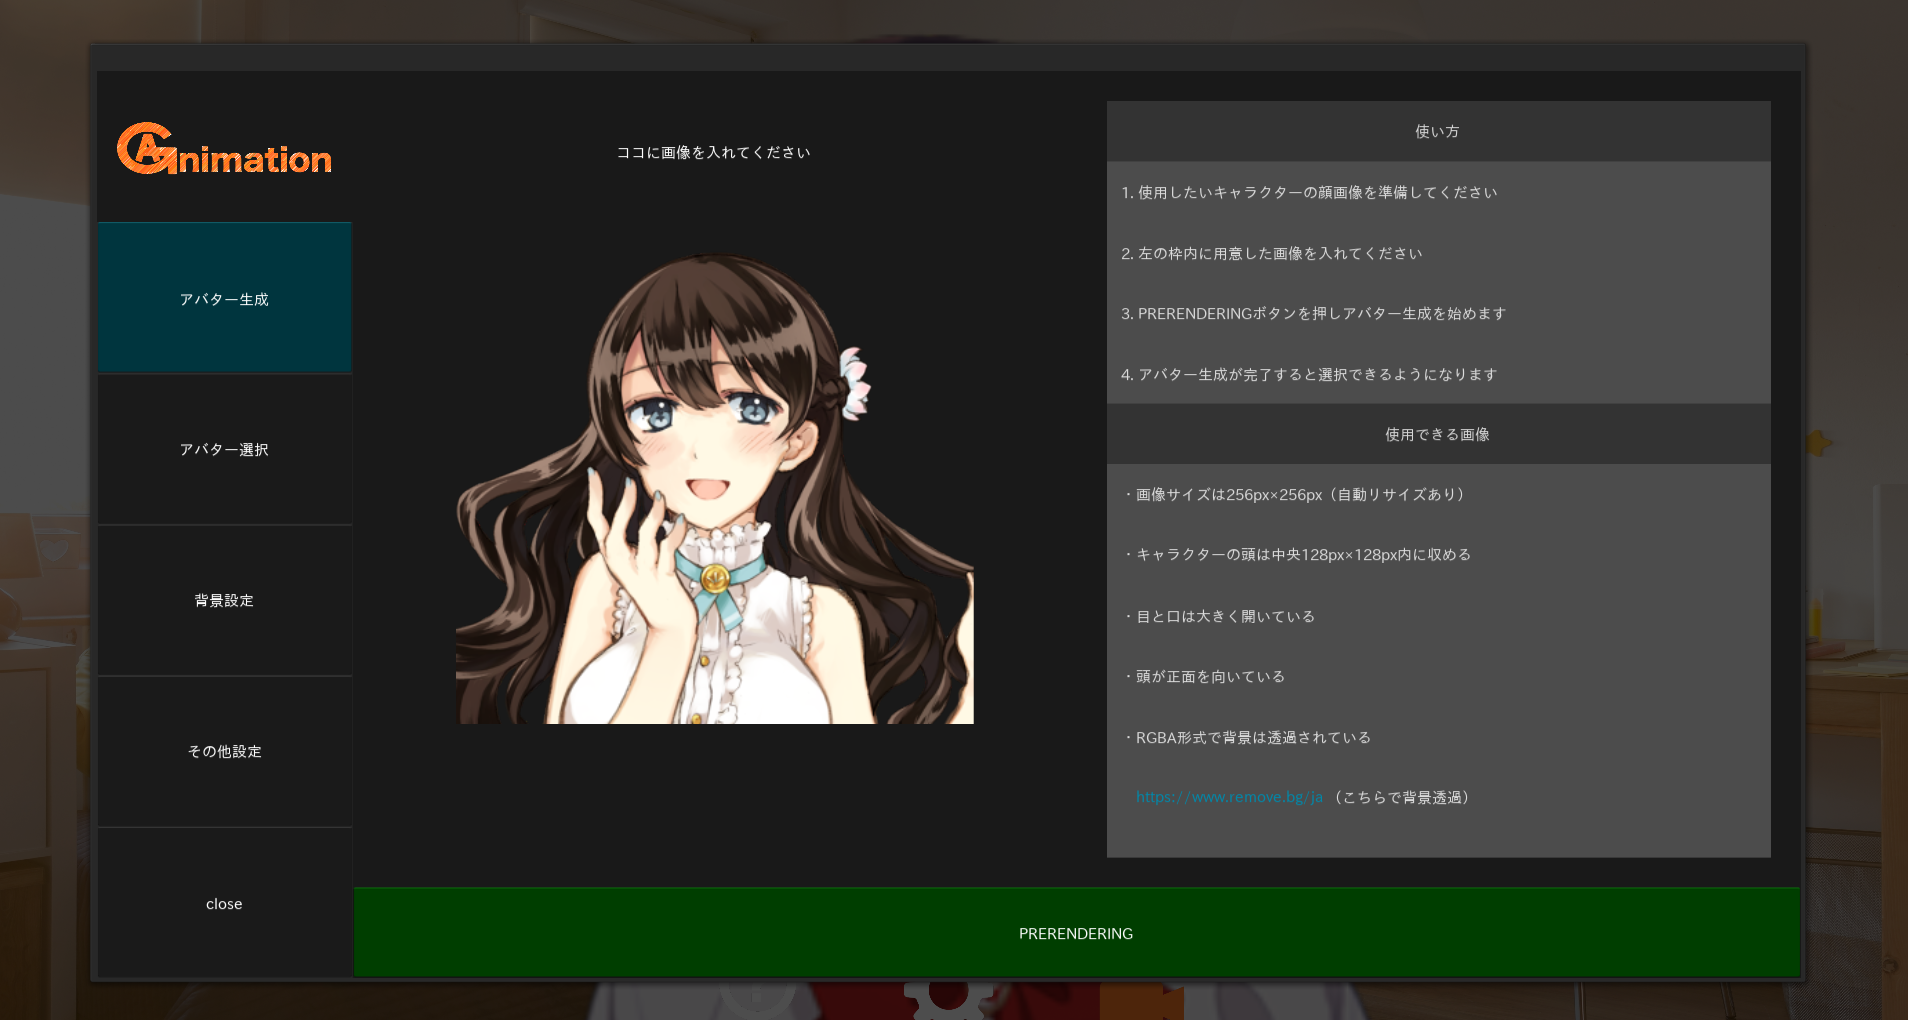 CAGnimation
ココに画像を入れてください
アバター生成
アバター選択
背景設定
その他設定
close
使い方
1. 使用したいキャラクターの顔画像を準備してください
2. 左の枠内に用意した画像を入れてください
3. PRERENDERINGボタンを押しアバター生成を始めます
4. アバター生成が完了すると選択できるようになります
使用できる画像
・画像サイズは256px×256px（自動リサイズあり）
・キャラクターの頭は中央128px×128px内に収める
・目と口は大きく開いている
・頭が正面を向いている
・RGBA形式で背景は透過されている
https://www.remove.bg/ja （こちらで背景透過）
PRERENDERING